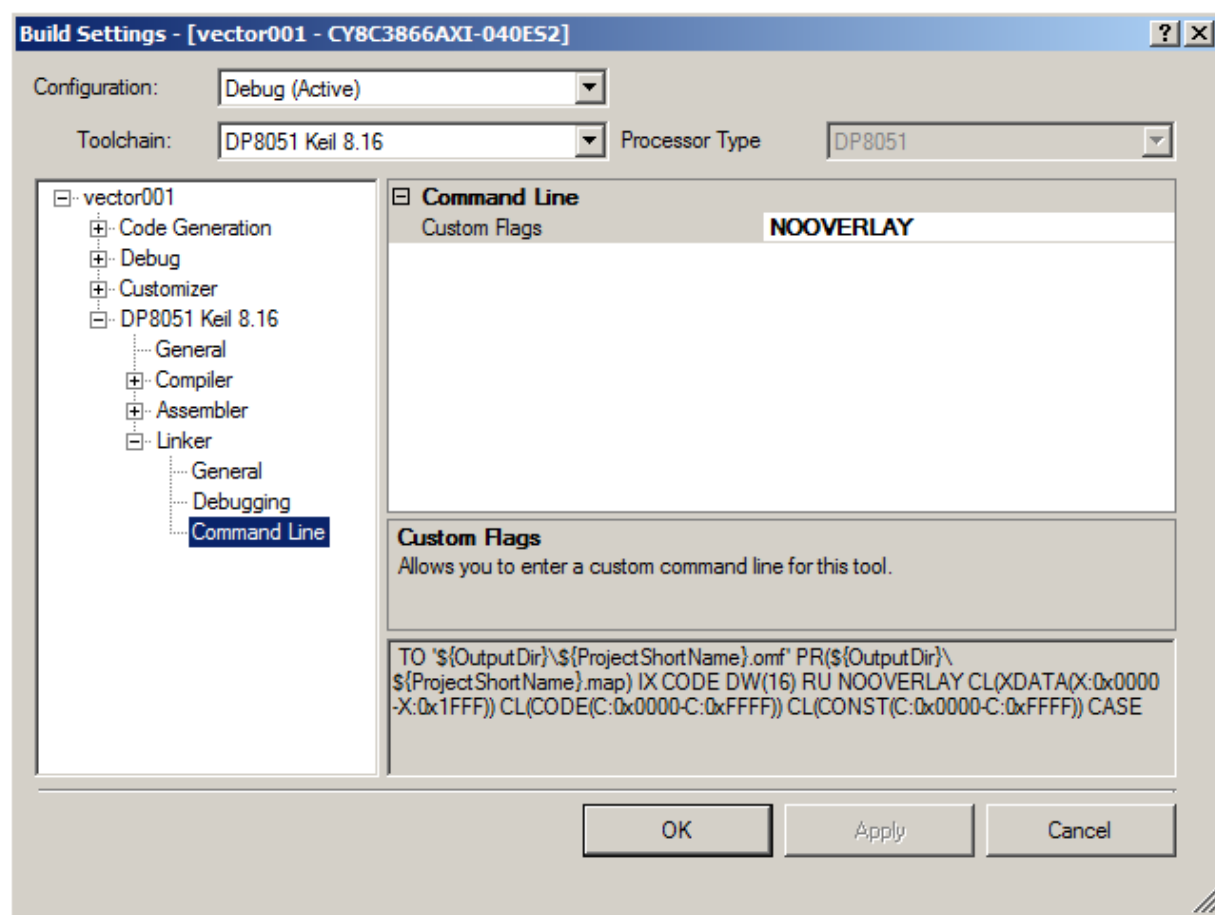 Build Settings - [vector001 - CY8C3866AXI-040ES2]
Configuration: Debug (Active)
Toolchain: DP8051 Keil 8.16 Processor Type DP8051
vector001
Code Generation
Debug
Customizer
DP8051 Keil 8.16
General
Compiler
Assembler
Linker
General
Debugging
Command Line
Command Line
Custom Flags NOOVERLAY
Custom Flags
Allows you to enter a custom command line for this tool.
TO "${OutputDir}\${ProjectShortName}.omf" PR(${OutputDir}\
${ProjectShortName}.map) IX CODE DW(16) RU NOOVERLAY CL(XDATA(X:0x0000
-X:0x1FFF)) CL(CODE(C:0x0000-C:0xFFFF)) CL(CONST(C:0x0000-C:0xFFFF)) CASE
OK Apply Cancel